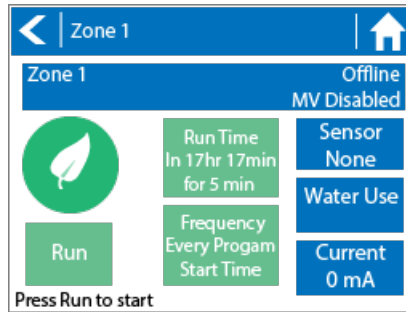 Zone 1
Zone 1
Offline
MV Disabled
Run Time
In 17hr 17min
for 5 min
Sensor
None
Water Use
Frequency
Every Progam
Start Time
Run
Current
0 mA
Press Run to start